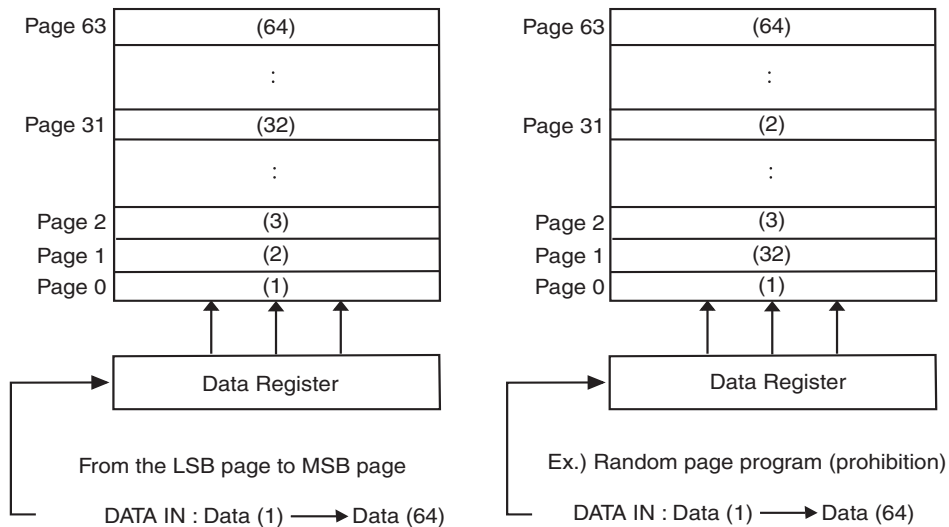 Page 63 (64)
:
Page 31 (32)
:
Page 2 (3)
Page 1 (2)
Page 0 (1)
Data Register
From the LSB page to MSB page
DATA IN : Data (1) → Data (64)
Page 63 (64)
:
Page 31 (2)
:
Page 2 (3)
Page 1 (32)
Page 0 (1)
Data Register
Ex.) Random page program (prohibition)
DATA IN : Data (1) → Data (64)